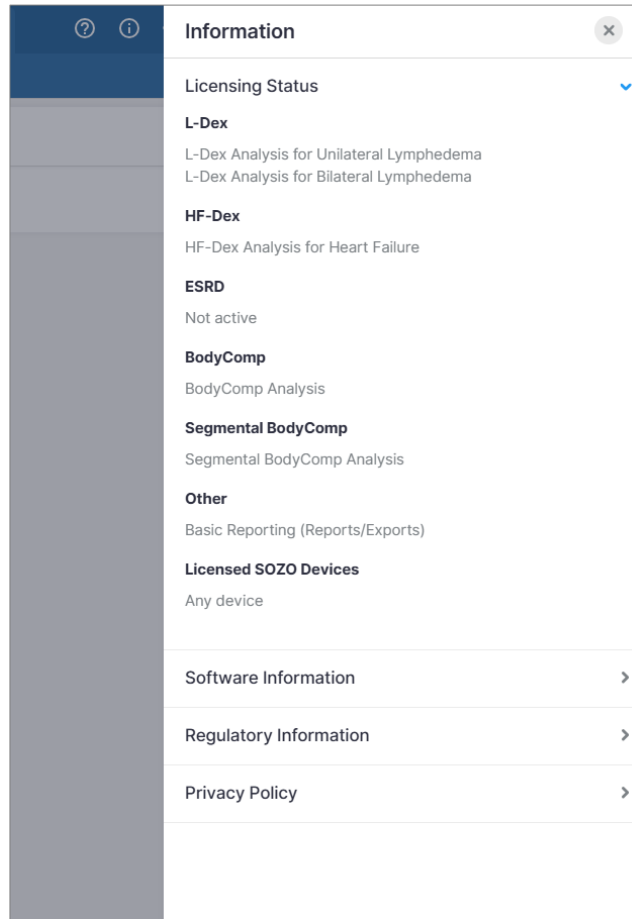 Information
Licensing Status
L-Dex
L-Dex Analysis for Unilateral Lymphedema
L-Dex Analysis for Bilateral Lymphedema
HF-Dex
HF-Dex Analysis for Heart Failure
ESRD
Not active
BodyComp
BodyComp Analysis
Segmental BodyComp
Segmental BodyComp Analysis
Other
Basic Reporting (Reports/Exports)
Licensed SOZO Devices
Any device
Software Information
Regulatory Information
Privacy Policy